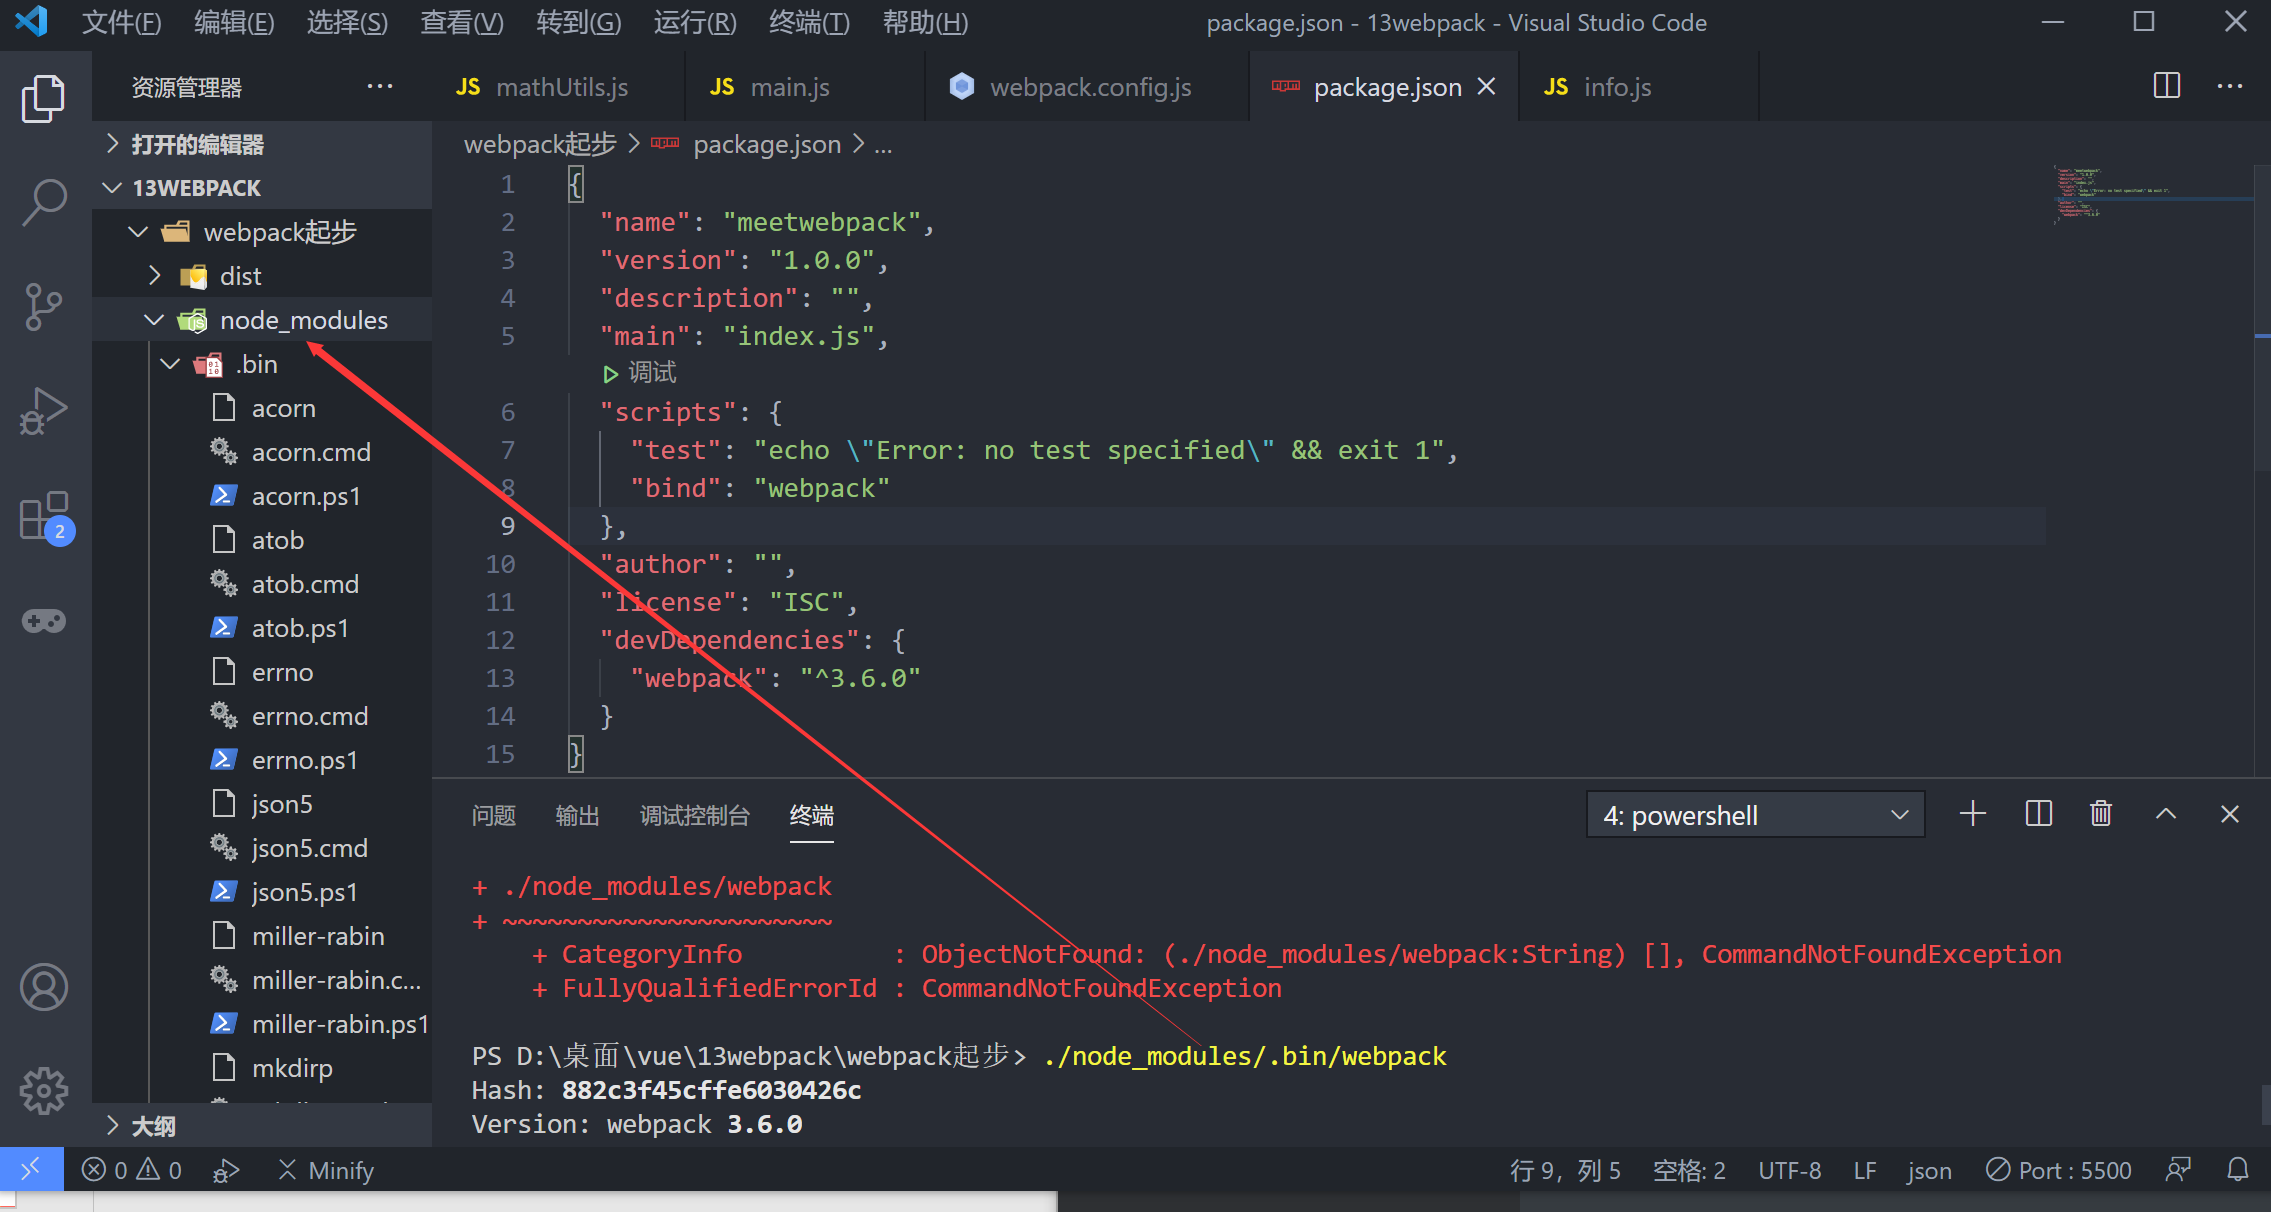 文件(F) 编辑(E) 选择(S) 查看(V) 转到(G) 运行(R) 终端(T) 帮助(H) package.json - 13webpack - Visual Studio Code
资源管理器 ···
JS mathUtils.js JS main.js webpack.config.js package.json JS info.js
打开的编辑器
13WEBPACK
webpack起步
dist
node_modules
.bin
acorn
acorn.cmd
acorn.ps1
atob
atob.cmd
atob.ps1
errno
errno.cmd
errno.ps1
json5
json5.cmd
json5.ps1
miller-rabin
miller-rabin.c...
miller-rabin.ps1
mkdirp
大纲
2
webpack起步 > package.json > ...
1 {
2 "name": "meetwebpack",
3 "version": "1.0.0",
4 "description": "",
5 "main": "index.js",
调试
6 "scripts": {
7 "test": "echo \"Error: no test specified\" && exit 1",
8 "bind": "webpack"
9 },
10 "author": "",
11 "license": "ISC",
12 "devDependencies": {
13 "webpack": "^3.6.0"
14 }
15 }
问题 输出 调试控制台 终端 4: powershell
+ ./node_modules/webpack
+ ~~~~~~~~~~~~~~~~~~~~~~
+ CategoryInfo : ObjectNotFound: (./node_modules/webpack:String) [], CommandNotFoundException
+ FullyQualifiedErrorId : CommandNotFoundException
PS D:\桌面\vue\13webpack\webpack起步> ./node_modules/.bin/webpack
Hash: 882c3f45cffe6030426c
Version: webpack 3.6.0
0 0 Minify 行 9，列 5 空格: 2 UTF-8 LF json Port : 5500